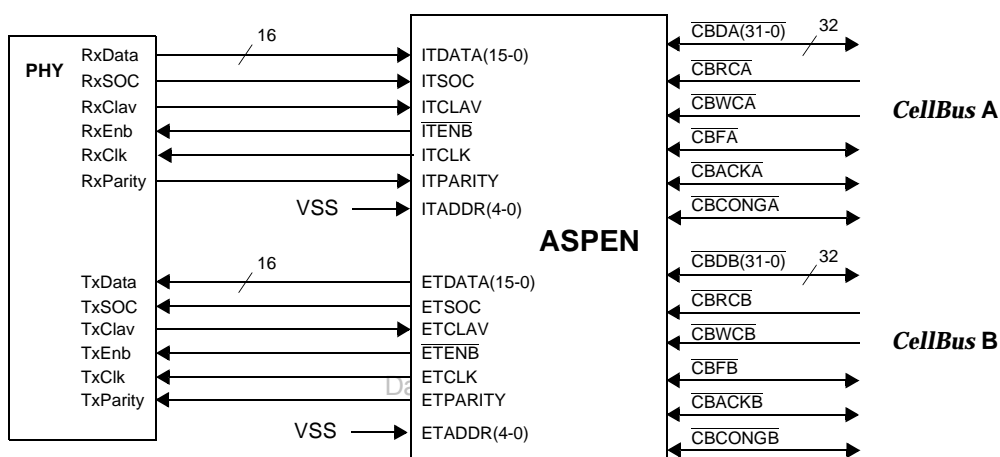 PHY
RxData
RxSOC
RxClav
RxEnb
RxClk
RxParity
TxData
TxSOC
TxClav
TxEnb
TxClk
TxParity
16
VSS
16
VSS
ITDATA(15-0)
ITSOC
ITCLAV
ITENB
ITCLK
ITPARITY
ITADDR(4-0)
ASPEN
ETDATA(15-0)
ETSOC
ETCLAV
ETENB
ETCLK
ETPARITY
ETADDR(4-0)
CBDA(31-0) 32
CBRCA
CBWCA
CBFA
CBACKA
CBCONGA
CellBus A
CBDB(31-0) 32
CBRCB
CBWCB
CBFB
CBACKB
CBCONGB
CellBus B